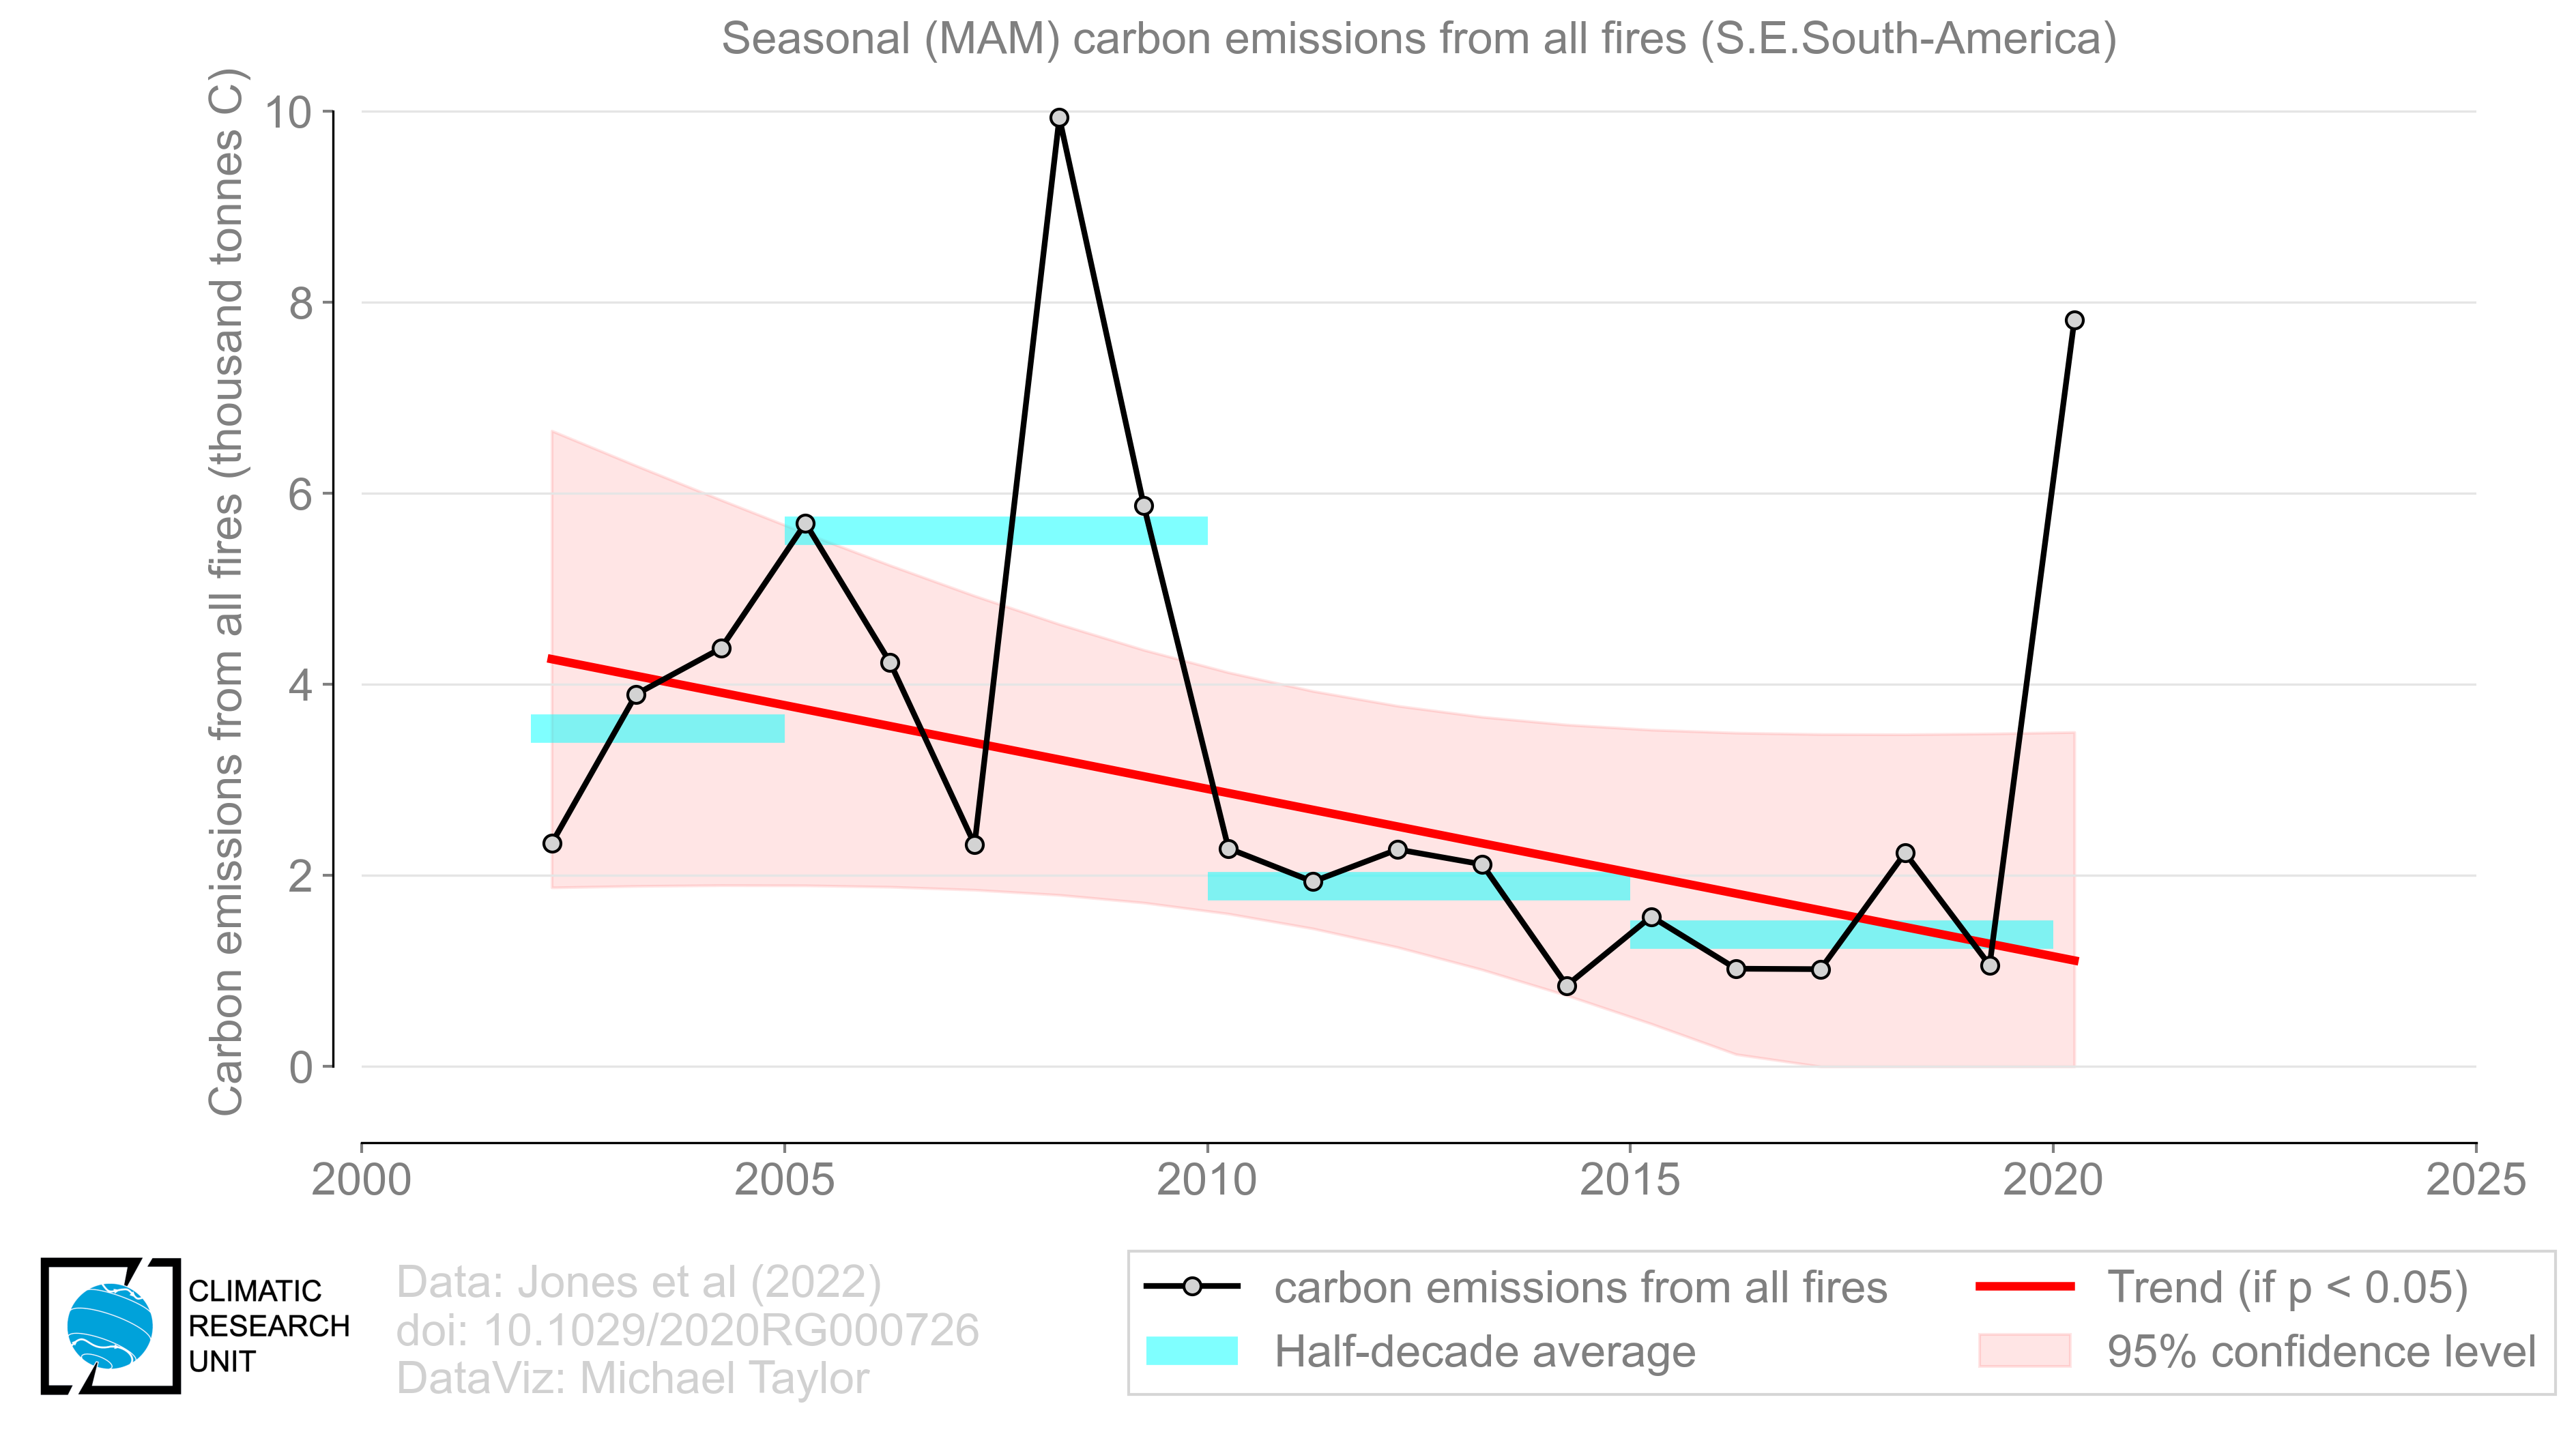 Seasonal (MAM) carbon emissions from all fires (S.E.South-America)
Carbon emissions from all fires (thousand tonnes C)
10
8
6
4
2
0
2000
2005
2010
2015
2020
2025
CLIMATIC
RESEARCH
UNIT
Data: Jones et al (2022)
doi: 10.1029/2020RG000726
DataViz: Michael Taylor
carbon emissions from all fires
Half-decade average
Trend (if p < 0.05)
95% confidence level